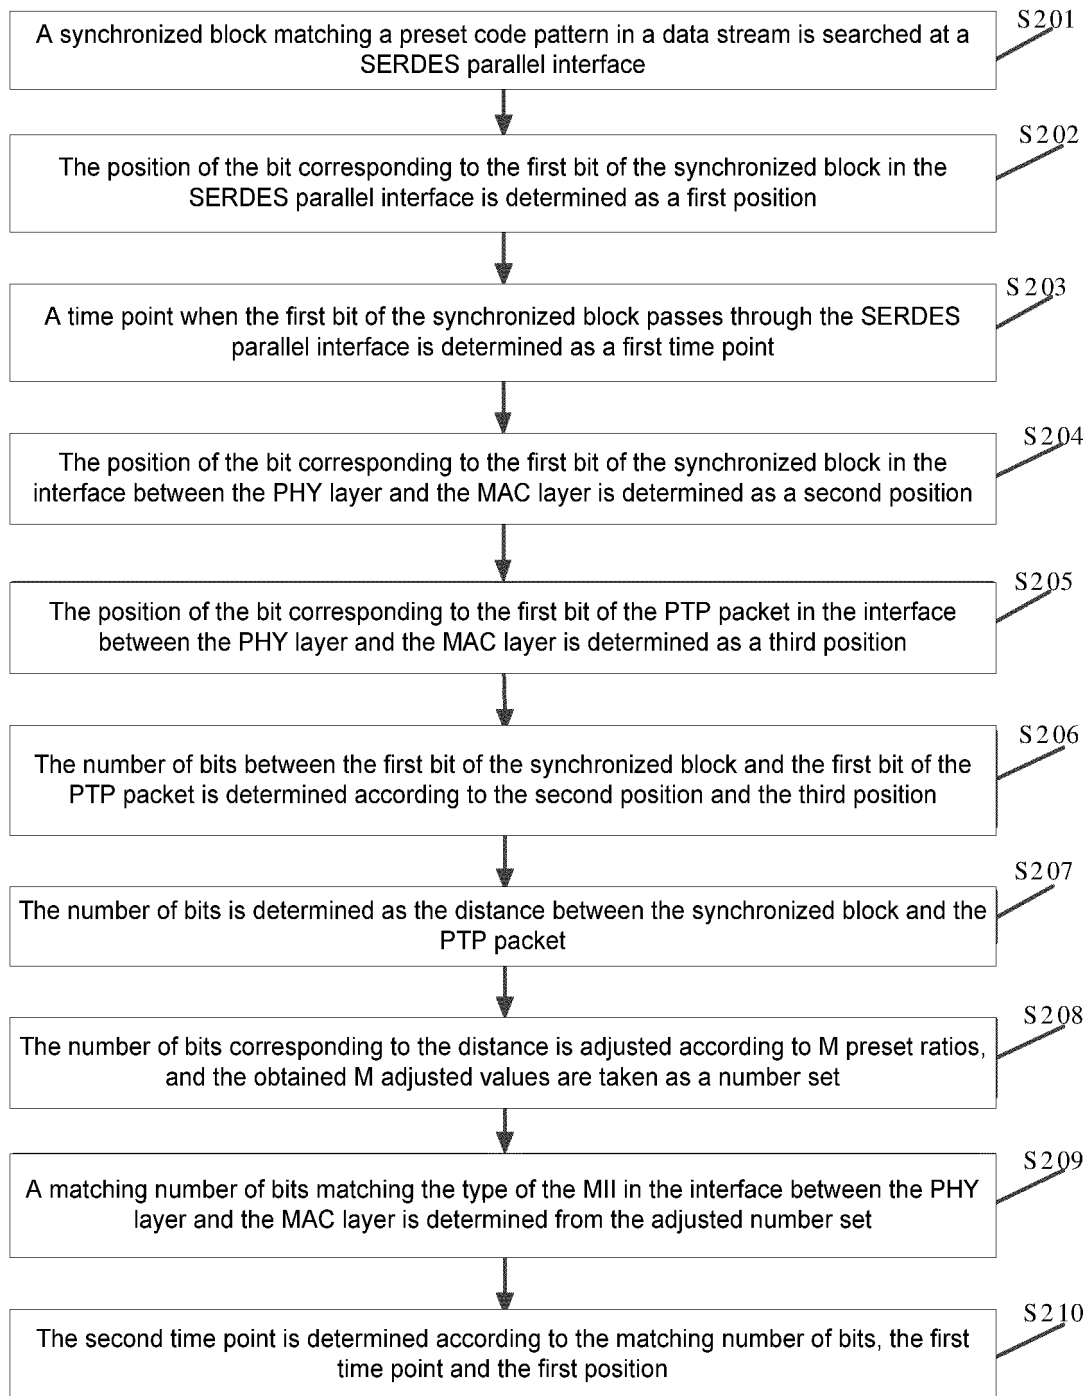 S201
A synchronized block matching a preset code pattern in a data stream is searched at a
SERDES parallel interface
S202
The position of the bit corresponding to the first bit of the synchronized block in the
SERDES parallel interface is determined as a first position
S203
A time point when the first bit of the synchronized block passes through the SERDES
parallel interface is determined as a first time point
S204
The position of the bit corresponding to the first bit of the synchronized block in the
interface between the PHY layer and the MAC layer is determined as a second position
S205
The position of the bit corresponding to the first bit of the PTP packet in the interface
between the PHY layer and the MAC layer is determined as a third position
S206
The number of bits between the first bit of the synchronized block and the first bit of the
PTP packet is determined according to the second position and the third position
S207
The number of bits is determined as the distance between the synchronized block and the
PTP packet
S208
The number of bits corresponding to the distance is adjusted according to M preset ratios,
and the obtained M adjusted values are taken as a number set
S209
A matching number of bits matching the type of the MII in the interface between the PHY
layer and the MAC layer is determined from the adjusted number set
S210
The second time point is determined according to the matching number of bits, the first
time point and the first position